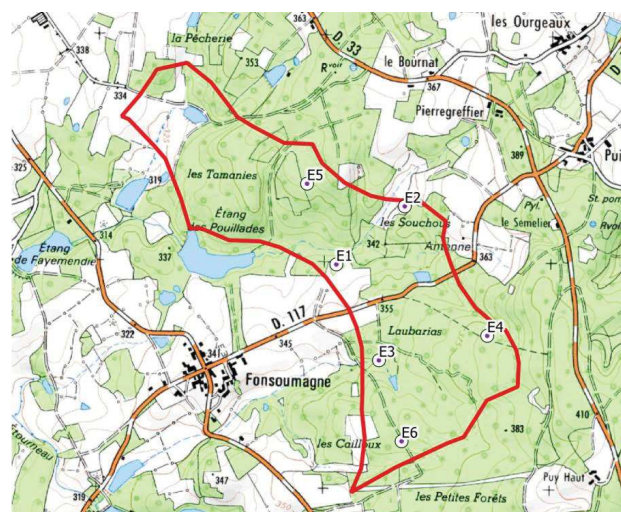 les Ourgeaux
la Pêcherie
363
D. 33
338
353
le Bournat
Rᵛᵒⁱʳ
367
334
Pierregreffier
389
Pui
325
319
les Tamanies
E5
E2
Pyl.
St. pom
Étang
des Pouillades
les Souchous
le Semelier
314
342
Antenne
Étang
de Fayemendie
337
E1
363
D. 117
355
322
345
Laubarias
E4
341
E3
Fonsoumagne
410
E6
383
les Cailloux
Puy Haut
347
319
350
les Petites Forêts